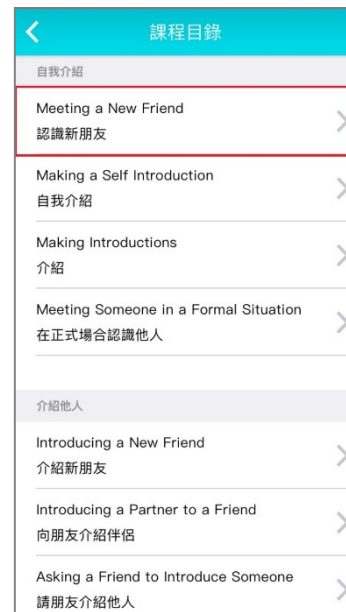 課程目錄
自我介紹
Meeting a New Friend
認識新朋友
Making a Self Introduction
自我介紹
Making Introductions
介紹
Meeting Someone in a Formal Situation
在正式場合認識他人
介紹他人
Introducing a New Friend
介紹新朋友
Introducing a Partner to a Friend
向朋友介紹伴侶
Asking a Friend to Introduce Someone
請朋友介紹他人